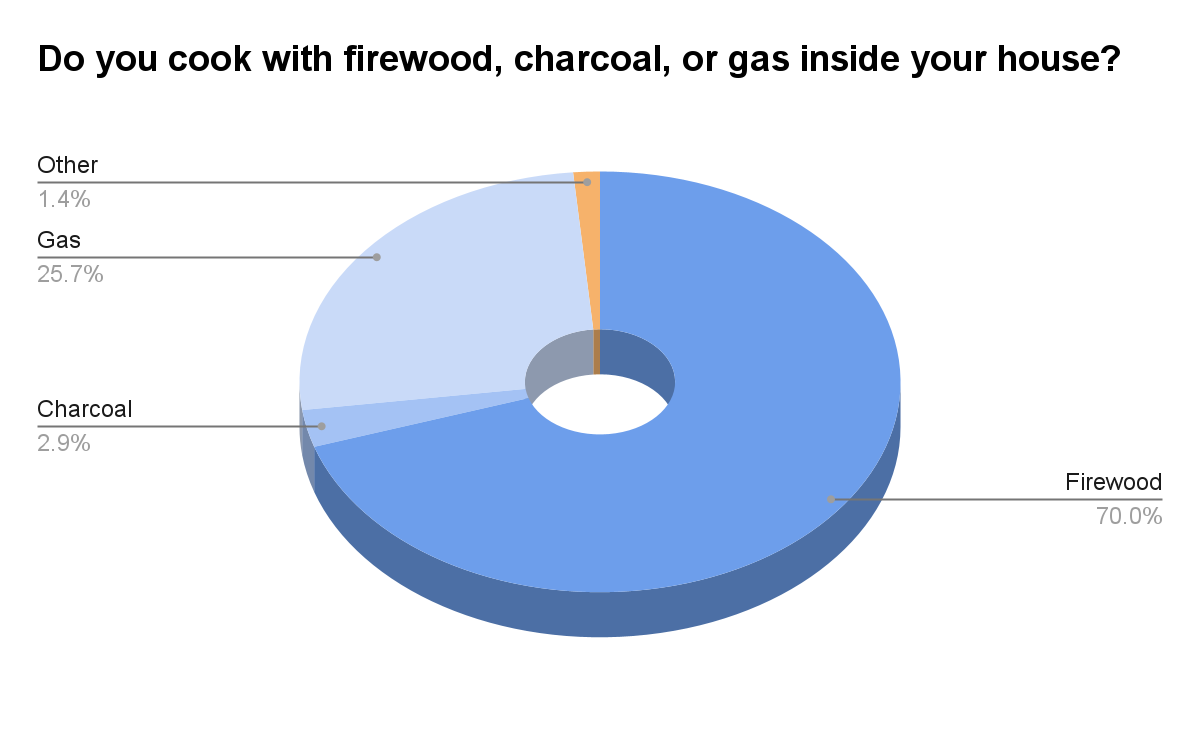 Do you cook with firewood, charcoal, or gas inside your house?
Other
1.4%
Gas
25.7%
Charcoal
2.9%
Firewood
70.0%